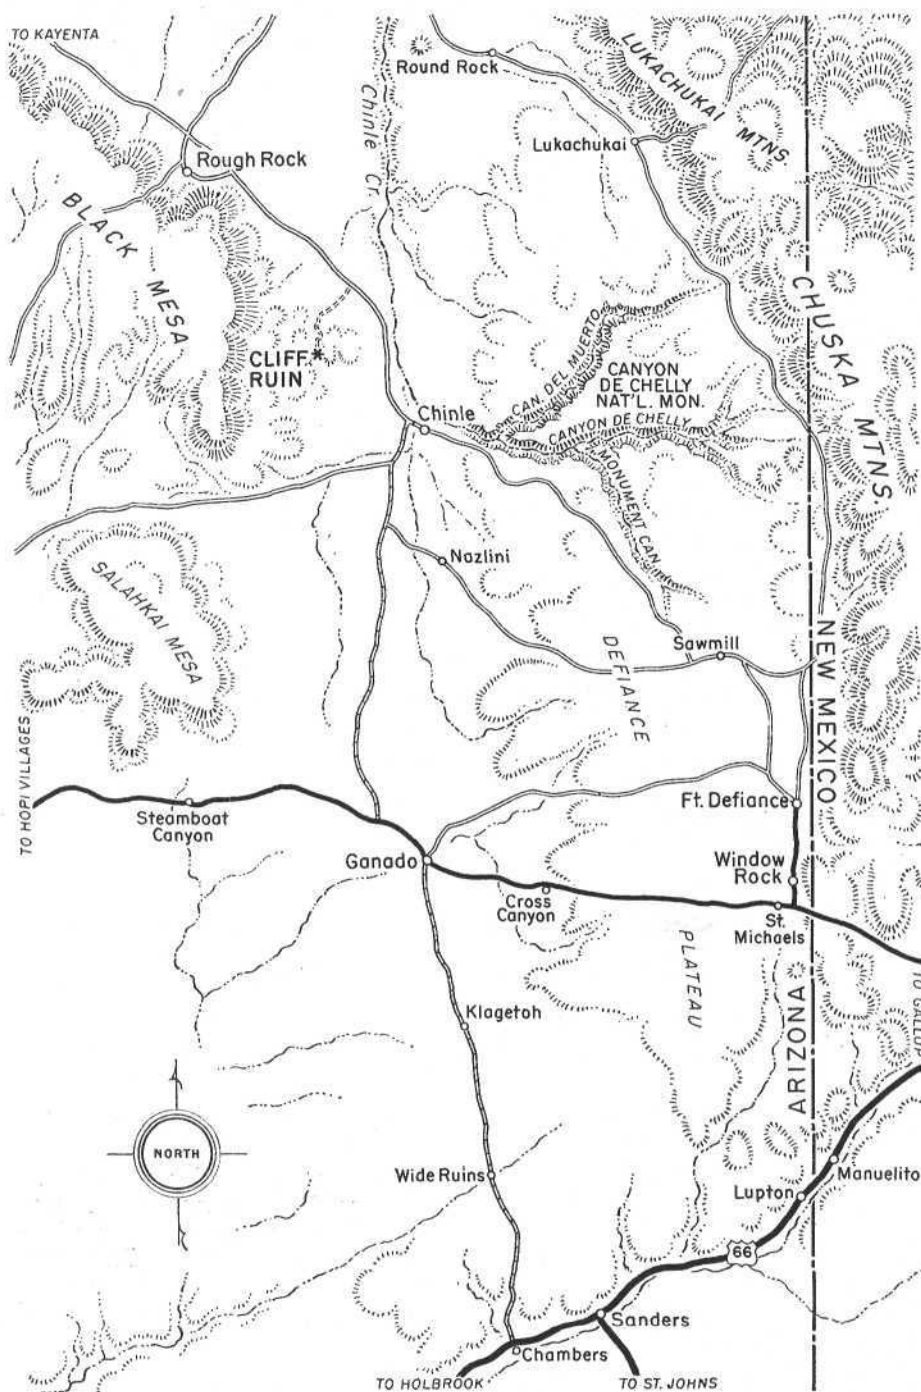 TO KAYENTA
Round Rock
LUKACHUKAI
MTNS.
Chinle Cr.
Lukachukai
Rough Rock
BLACK
MESA
CHUSKA
MTNS.
CLIFF *
RUIN
CAN. DEL MUERTO
CANYON
DE CHELLY
NAT'L. MON.
Chinle
CANYON DE CHELLY
MONUMENT CAN.
Nazlini
SALAHKAI MESA
Sawmill
DEFIANCE
NEW MEXICO
TO HOPI VILLAGES
Steamboat
Canyon
Ft. Defiance
Ganado
Window
Rock
Cross
Canyon
St.
Michaels
PLATEAU
TO GALLUP
ARIZONA
Klagetoh
NORTH
Wide Ruins
Manuelito
Lupton
66
Sanders
Chambers
TO HOLBROOK
TO ST. JOHNS